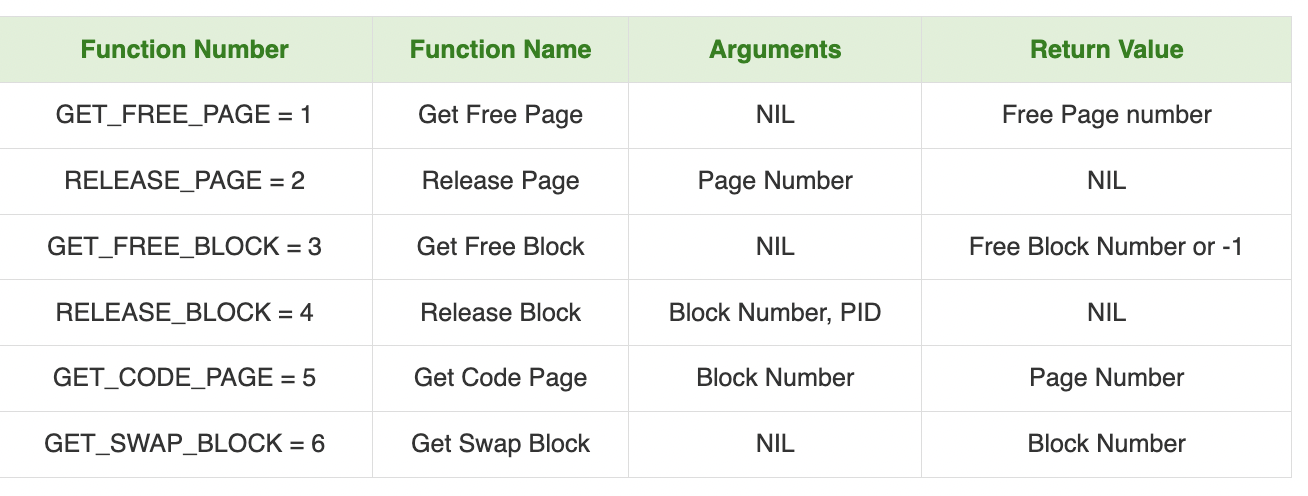 Function Number Function Name Arguments Return Value
GET_FREE_PAGE = 1 Get Free Page NIL Free Page number
RELEASE_PAGE = 2 Release Page Page Number NIL
GET_FREE_BLOCK = 3 Get Free Block NIL Free Block Number or -1
RELEASE_BLOCK = 4 Release Block Block Number, PID NIL
GET_CODE_PAGE = 5 Get Code Page Block Number Page Number
GET_SWAP_BLOCK = 6 Get Swap Block NIL Block Number